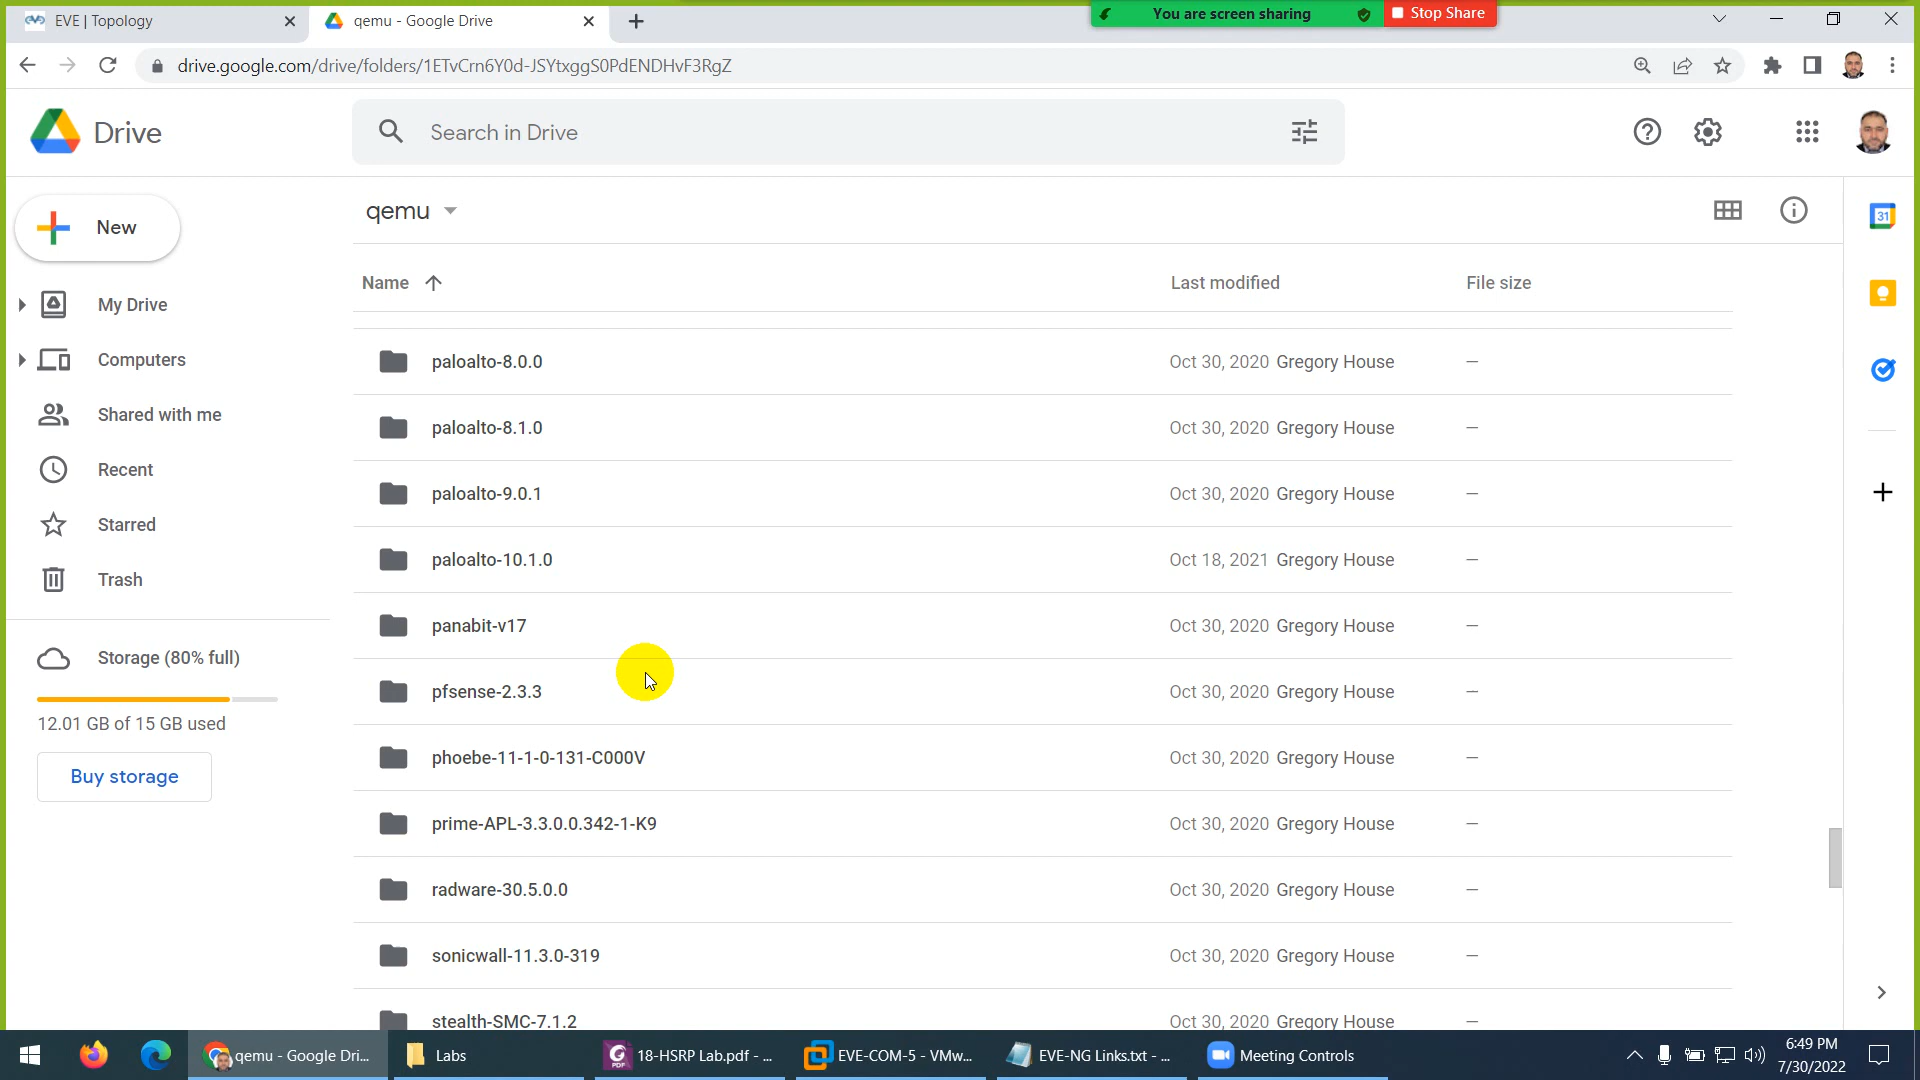 EVE | Topology
qemu - Google Drive
You are screen sharing
Stop Share
drive.google.com/drive/folders/1ETvCrn6Y0d-JSYtxggS0PdENDHvF3RgZ
Drive
Search in Drive
New
qemu
31
Name
Last modified
File size
My Drive
Computers
Shared with me
Recent
Starred
Trash
Storage (80% full)
12.01 GB of 15 GB used
Buy storage
paloalto-8.0.0 Oct 30, 2020 Gregory House —
paloalto-8.1.0 Oct 30, 2020 Gregory House —
paloalto-9.0.1 Oct 30, 2020 Gregory House —
paloalto-10.1.0 Oct 18, 2021 Gregory House —
panabit-v17 Oct 30, 2020 Gregory House —
pfsense-2.3.3 Oct 30, 2020 Gregory House —
phoebe-11-1-0-131-C000V Oct 30, 2020 Gregory House —
prime-APL-3.3.0.0.342-1-K9 Oct 30, 2020 Gregory House —
radware-30.5.0.0 Oct 30, 2020 Gregory House —
sonicwall-11.3.0-319 Oct 30, 2020 Gregory House —
stealth-SMC-7.1.2 Oct 30, 2020 Gregory House —
qemu - Google Dri...
Labs
18-HSRP Lab.pdf - ...
EVE-COM-5 - VMw...
EVE-NG Links.txt - ...
Meeting Controls
6:49 PM
7/30/2022